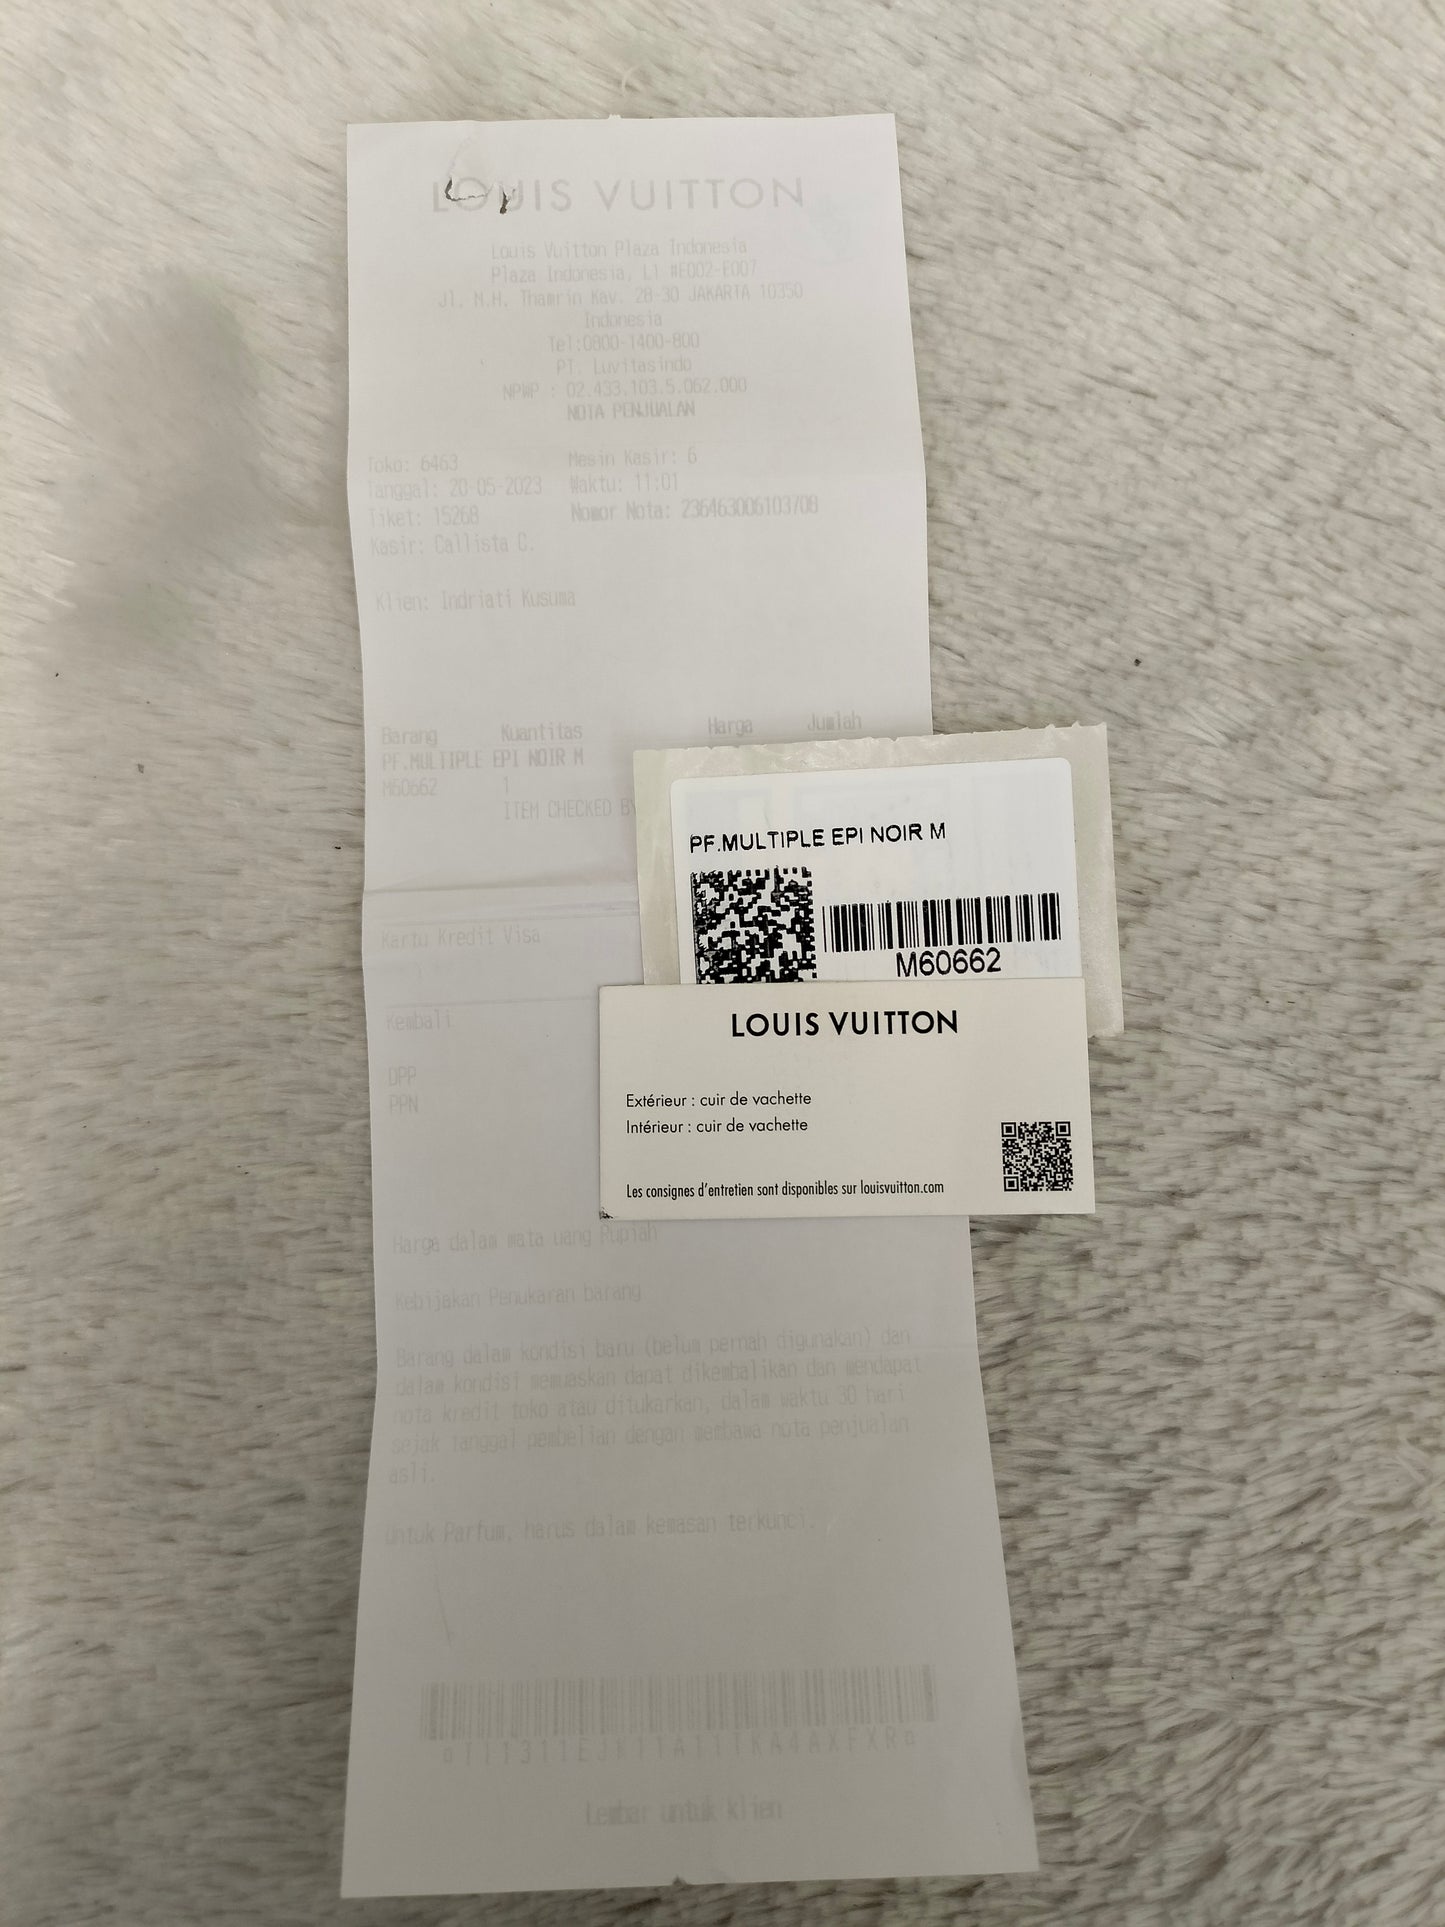 LOUIS VUITTON
Louis Vuitton Plaza Indonesia
Plaza Indonesia, L1 #E002-E007
Jl. M.H. Thamrin Kav. 28-30 JAKARTA 10350
Indonesia
Tel:0800-1400-800
PT. Luvitasindo
NPWP : 02.433.103.5.062.000
NOTA PENJUALAN
Toko: 6463 Mesin Kasir: 6
Tanggal: 20-05-2023 Waktu: 11:01
Tiket: 15268 Nomor Nota: 236463006103708
Kasir: Callista C.
Klien: Indriati Kusuma
Barang Kuantitas Harga Jumlah
PF.MULTIPLE EPI NOIR M
M60662 1
ITEM CHECKED BY
PF.MULTIPLE EPI NOIR M
M60662
Kartu Kredit Visa
Kembali
DPP
PPN
LOUIS VUITTON
Extérieur : cuir de vachette
Intérieur : cuir de vachette
Les consignes d'entretien sont disponibles sur louisvuitton.com
Harga dalam mata uang Rupiah
Kebijakan Penukaran barang
Barang dalam kondisi baru (belum pernah digunakan) dan
dalam kondisi memuaskan dapat dikembalikan dan mendapat
nota kredit toko atau ditukarkan, dalam waktu 30 hari
sejak tanggal pembelian dengan membawa nota penjualan
asli.
Untuk Parfum, harus dalam kemasan terkunci.
Lembar untuk klien